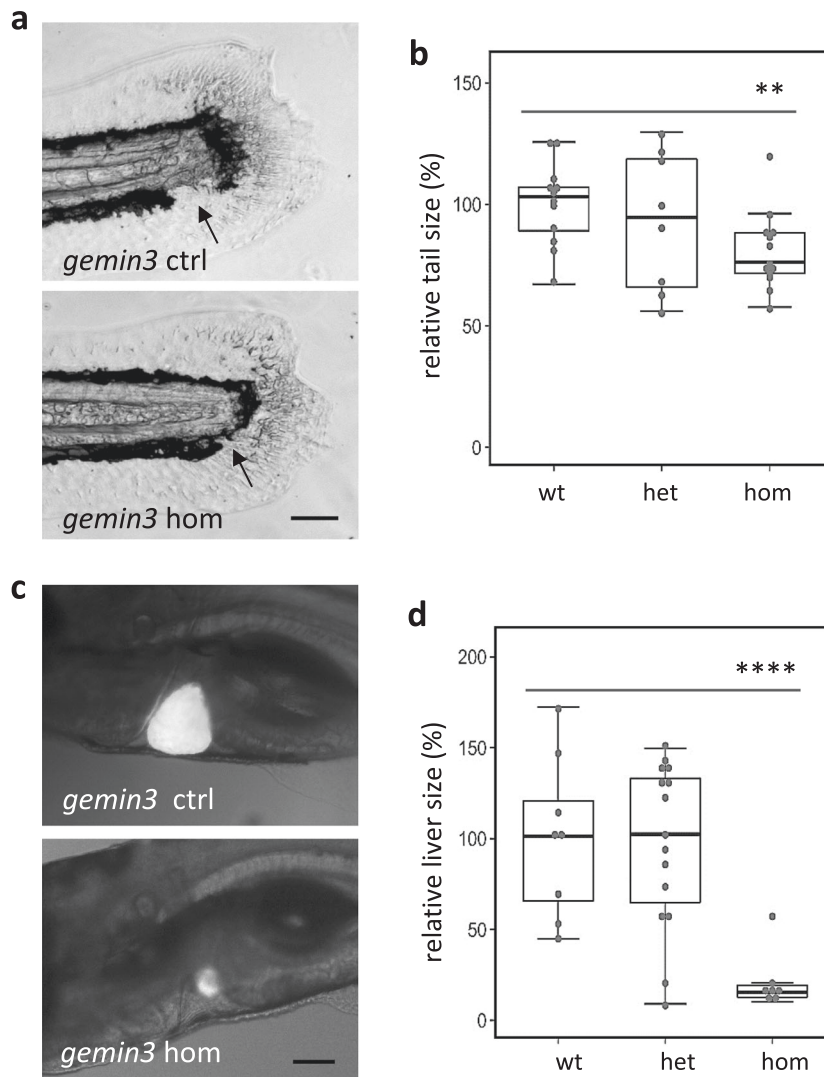 a
gemin3 ctrl
gemin3 hom
b
relative tail size (%)
150
100
50
0
**
wt het hom
c
gemin3 ctrl
gemin3 hom
d
relative liver size (%)
200
150
100
50
0
****
wt het hom